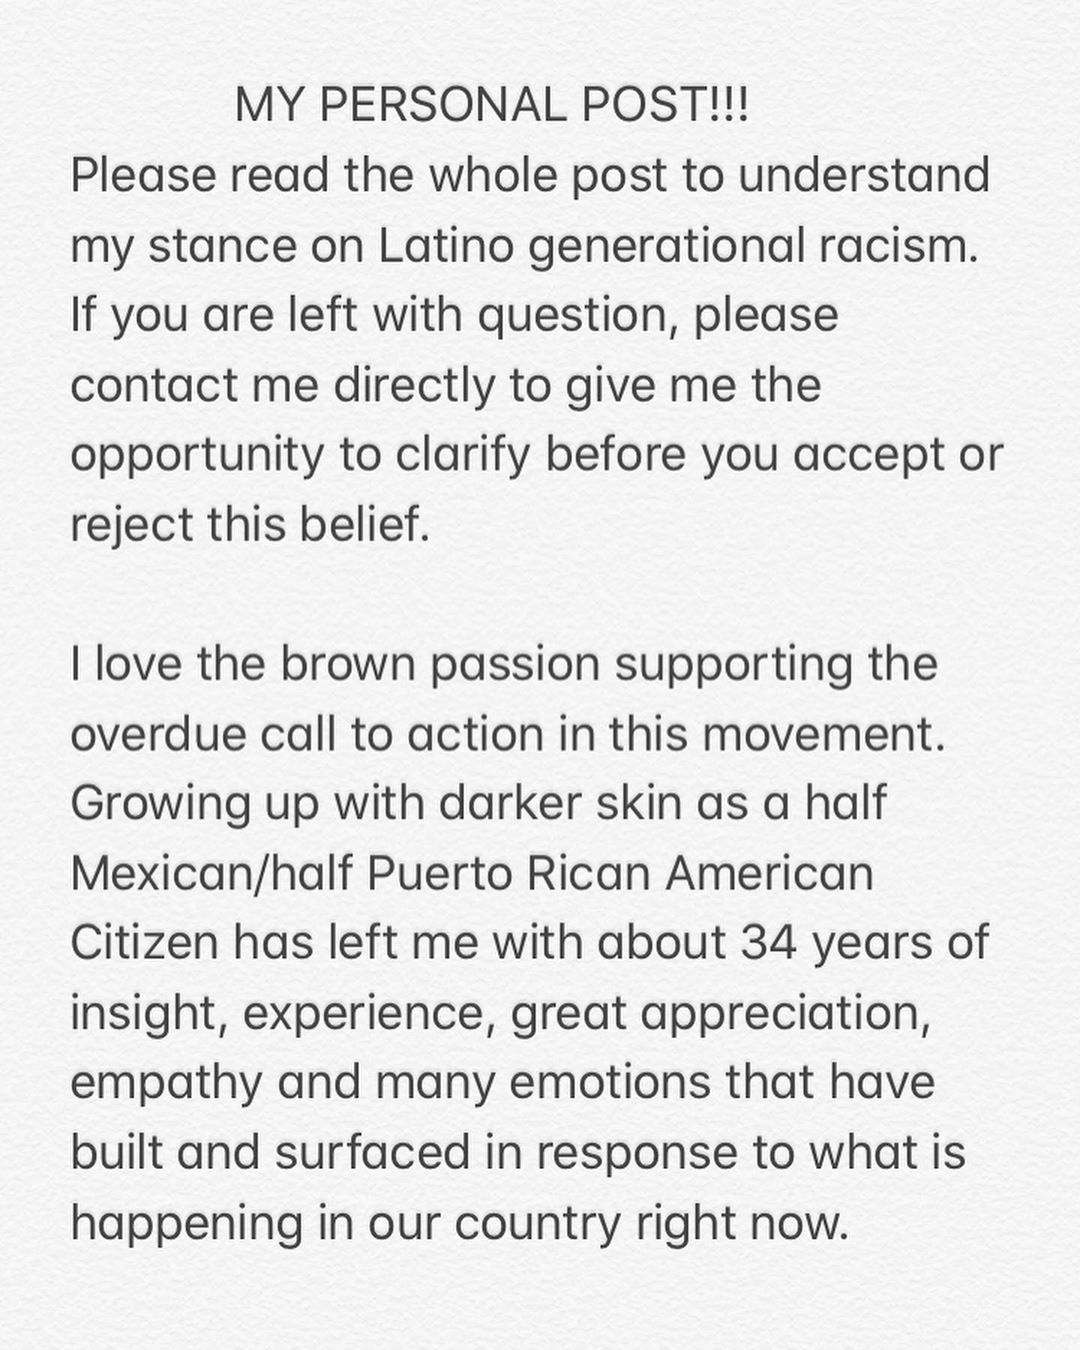 MY PERSONAL POST!!!
Please read the whole post to understand
my stance on Latino generational racism.
If you are left with question, please
contact me directly to give me the
opportunity to clarify before you accept or
reject this belief.
I love the brown passion supporting the
overdue call to action in this movement.
Growing up with darker skin as a half
Mexican/half Puerto Rican American
Citizen has left me with about 34 years of
insight, experience, great appreciation,
empathy and many emotions that have
built and surfaced in response to what is
happening in our country right now.